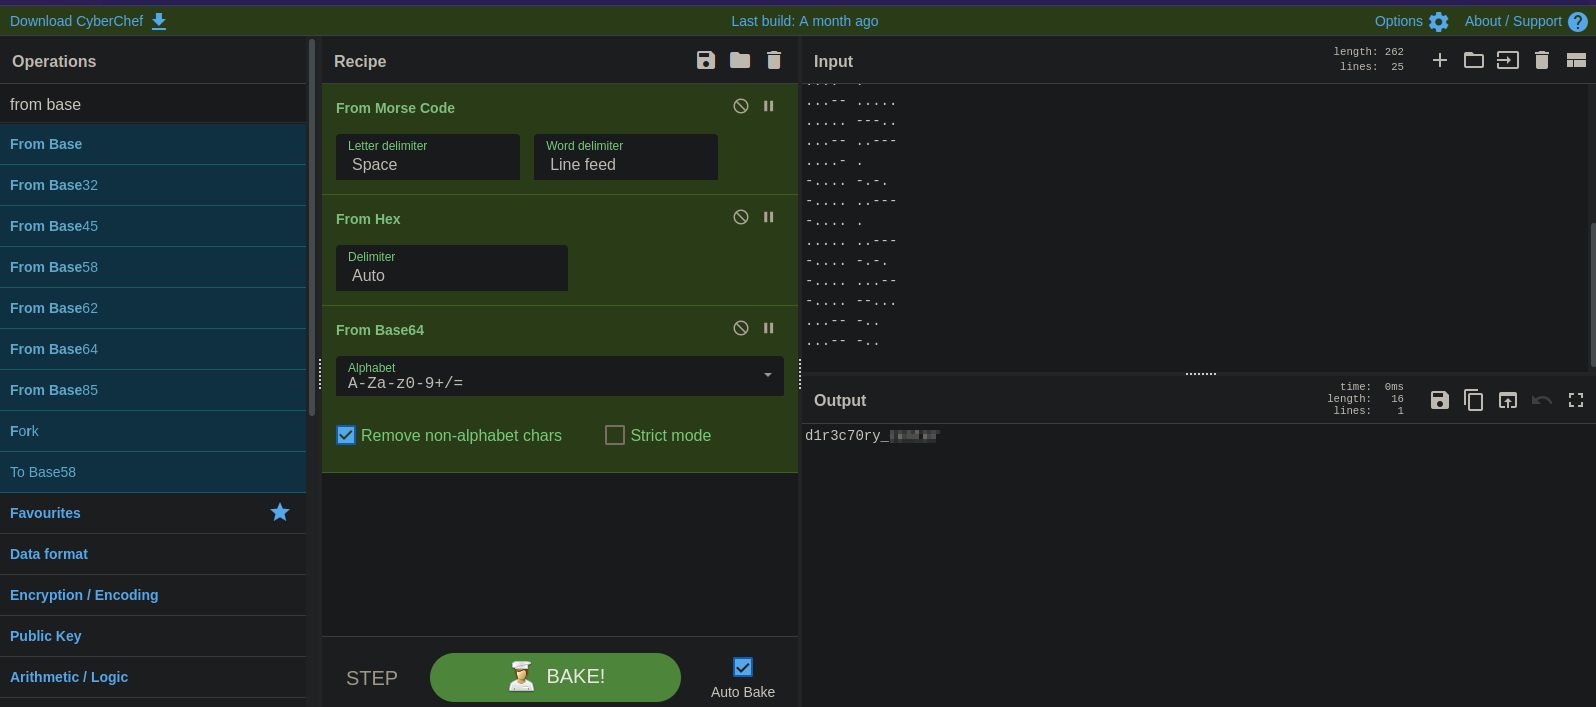 Download CyberChef
Last build: A month ago
Options
About / Support
Operations
from base
From Base
From Base32
From Base45
From Base58
From Base62
From Base64
From Base85
Fork
To Base58
Favourites
Data format
Encryption / Encoding
Public Key
Arithmetic / Logic
Recipe
From Morse Code
Letter delimiter
Space
Word delimiter
Line feed
From Hex
Delimiter
Auto
From Base64
Alphabet
A-Za-z0-9+/=
Remove non-alphabet chars
Strict mode
STEP
BAKE!
Auto Bake
Input
length: 262
lines: 25
...-- .....
..... ---..
...-- ..---
....- .
-.... -.-.
-.... ..---
-.... .
..... ..---
-.... -.-.
-.... ...--
-.... --...
...-- -..
...-- -..
Output
time: 0ms
length: 16
lines: 1
d1r3c70ry_